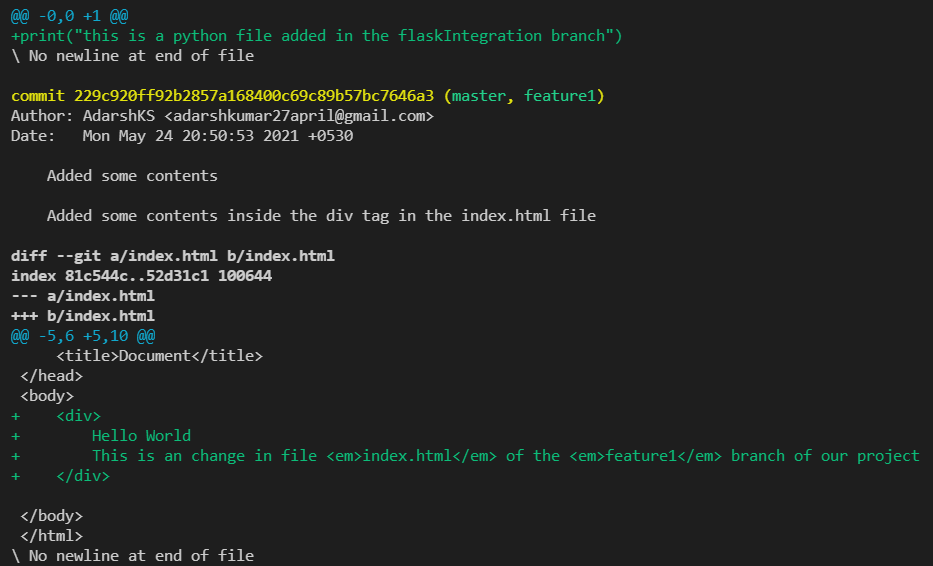 @@ -0,0 +1 @@
+print("this is a python file added in the flaskIntegration branch")
\ No newline at end of file
commit 229c920ff92b2857a168400c69c89b57bc7646a3 (master, feature1)
Author: AdarshKS <adarshkumar27april@gmail.com>
Date:   Mon May 24 20:50:53 2021 +0530
    Added some contents
    Added some contents inside the div tag in the index.html file
diff --git a/index.html b/index.html
index 81c544c..52d31c1 100644
--- a/index.html
+++ b/index.html
@@ -5,6 +5,10 @@
     <title>Document</title>
 </head>
 <body>
+    <div>
+        Hello World
+        This is an change in file <em>index.html</em> of the <em>feature1</em> branch of our project
+    </div>
 </body>
 </html>
\ No newline at end of file